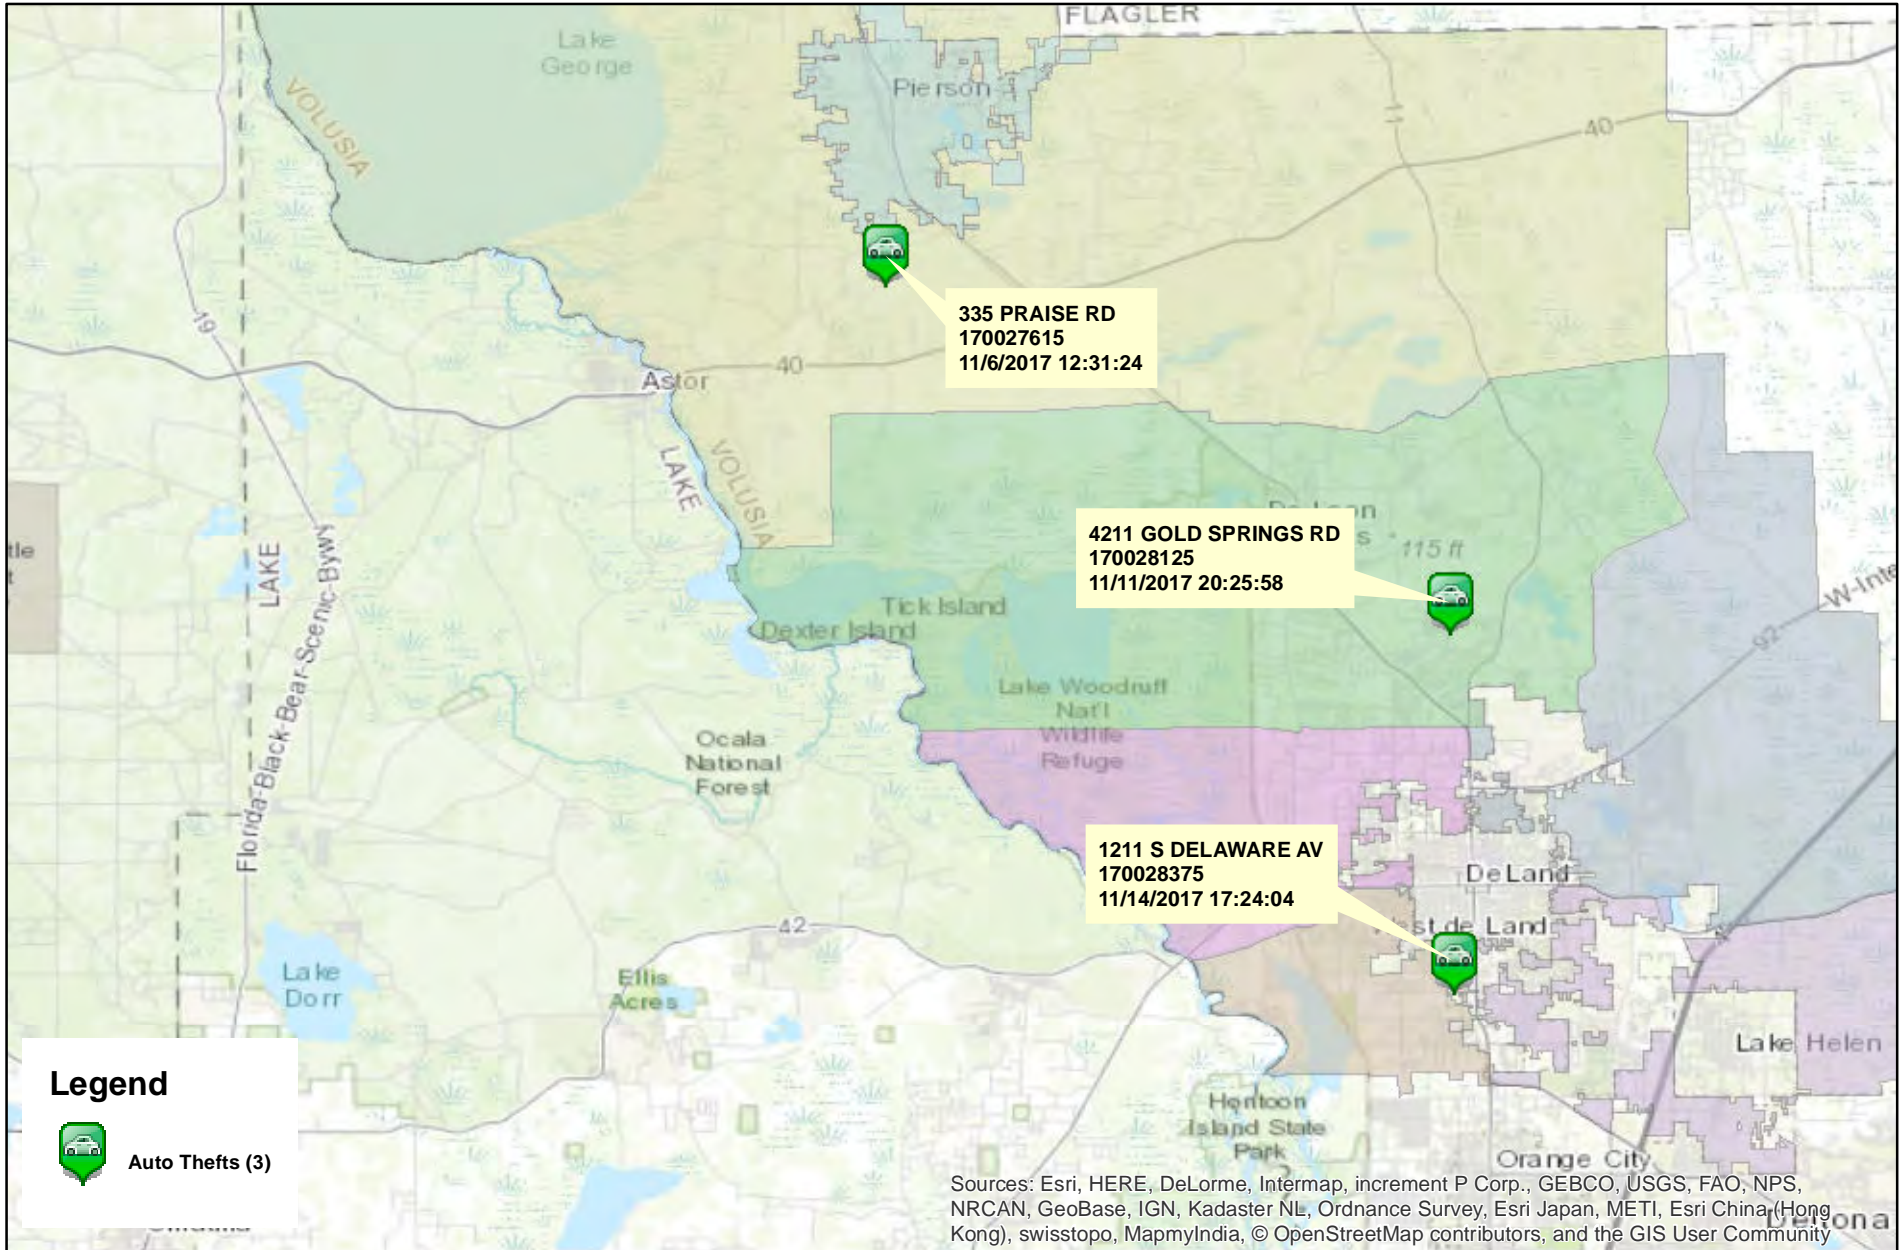 FLAGLER
Lake
George
Pierson
VOLUSIA
11
40
335 PRAISE RD
170027615
11/6/2017 12:31:24
19
40
Astor
LAKE
VOLUSIA
4211 GOLD SPRINGS RD
170028125
11/11/2017 20:25:58
115 ft
LAKE
Florida-Black-Bear-Scenic-Bywy
Tick Island
Dexter Island
92
Lake Woodruff
Nat'l
Wildlife
Refuge
Ocala
National
Forest
1211 S DELAWARE AV
170028375
11/14/2017 17:24:04
DeLand
st de Land
42
Lake
Dorr
Ellis
Acres
Lake Helen
Hontoon
Island State
Park
Orange City
Legend
Auto Thefts (3)
Sources: Esri, HERE, DeLorme, Intermap, increment P Corp., GEBCO, USGS, FAO, NPS,
NRCAN, GeoBase, IGN, Kadaster NL, Ordnance Survey, Esri Japan, METI, Esri China (Hong
Kong), swisstopo, MapmyIndia, © OpenStreetMap contributors, and the GIS User Community